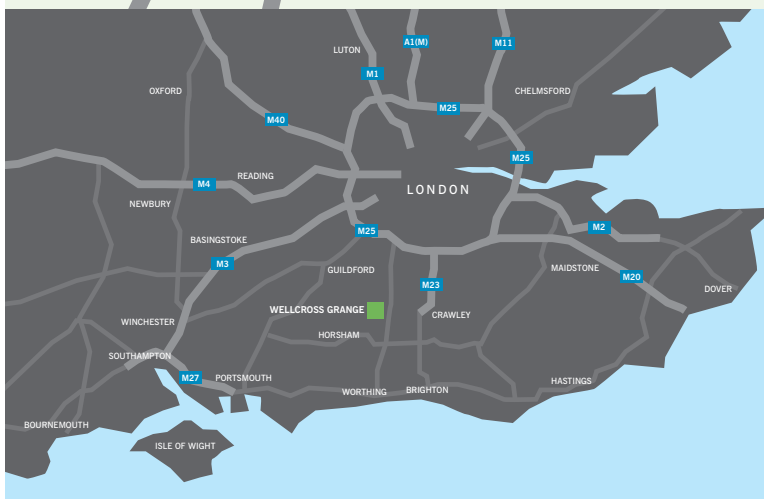 LUTON
A1(M)
M11
M1
OXFORD
CHELMSFORD
M25
M40
M25
READING
M4
LONDON
NEWBURY
M25
M2
BASINGSTOKE
M3
GUILDFORD
MAIDSTONE
M20
M23
DOVER
WELLCROSS GRANGE
CRAWLEY
WINCHESTER
HORSHAM
SOUTHAMPTON
M27
PORTSMOUTH
HASTINGS
WORTHING
BRIGHTON
BOURNEMOUTH
ISLE OF WIGHT